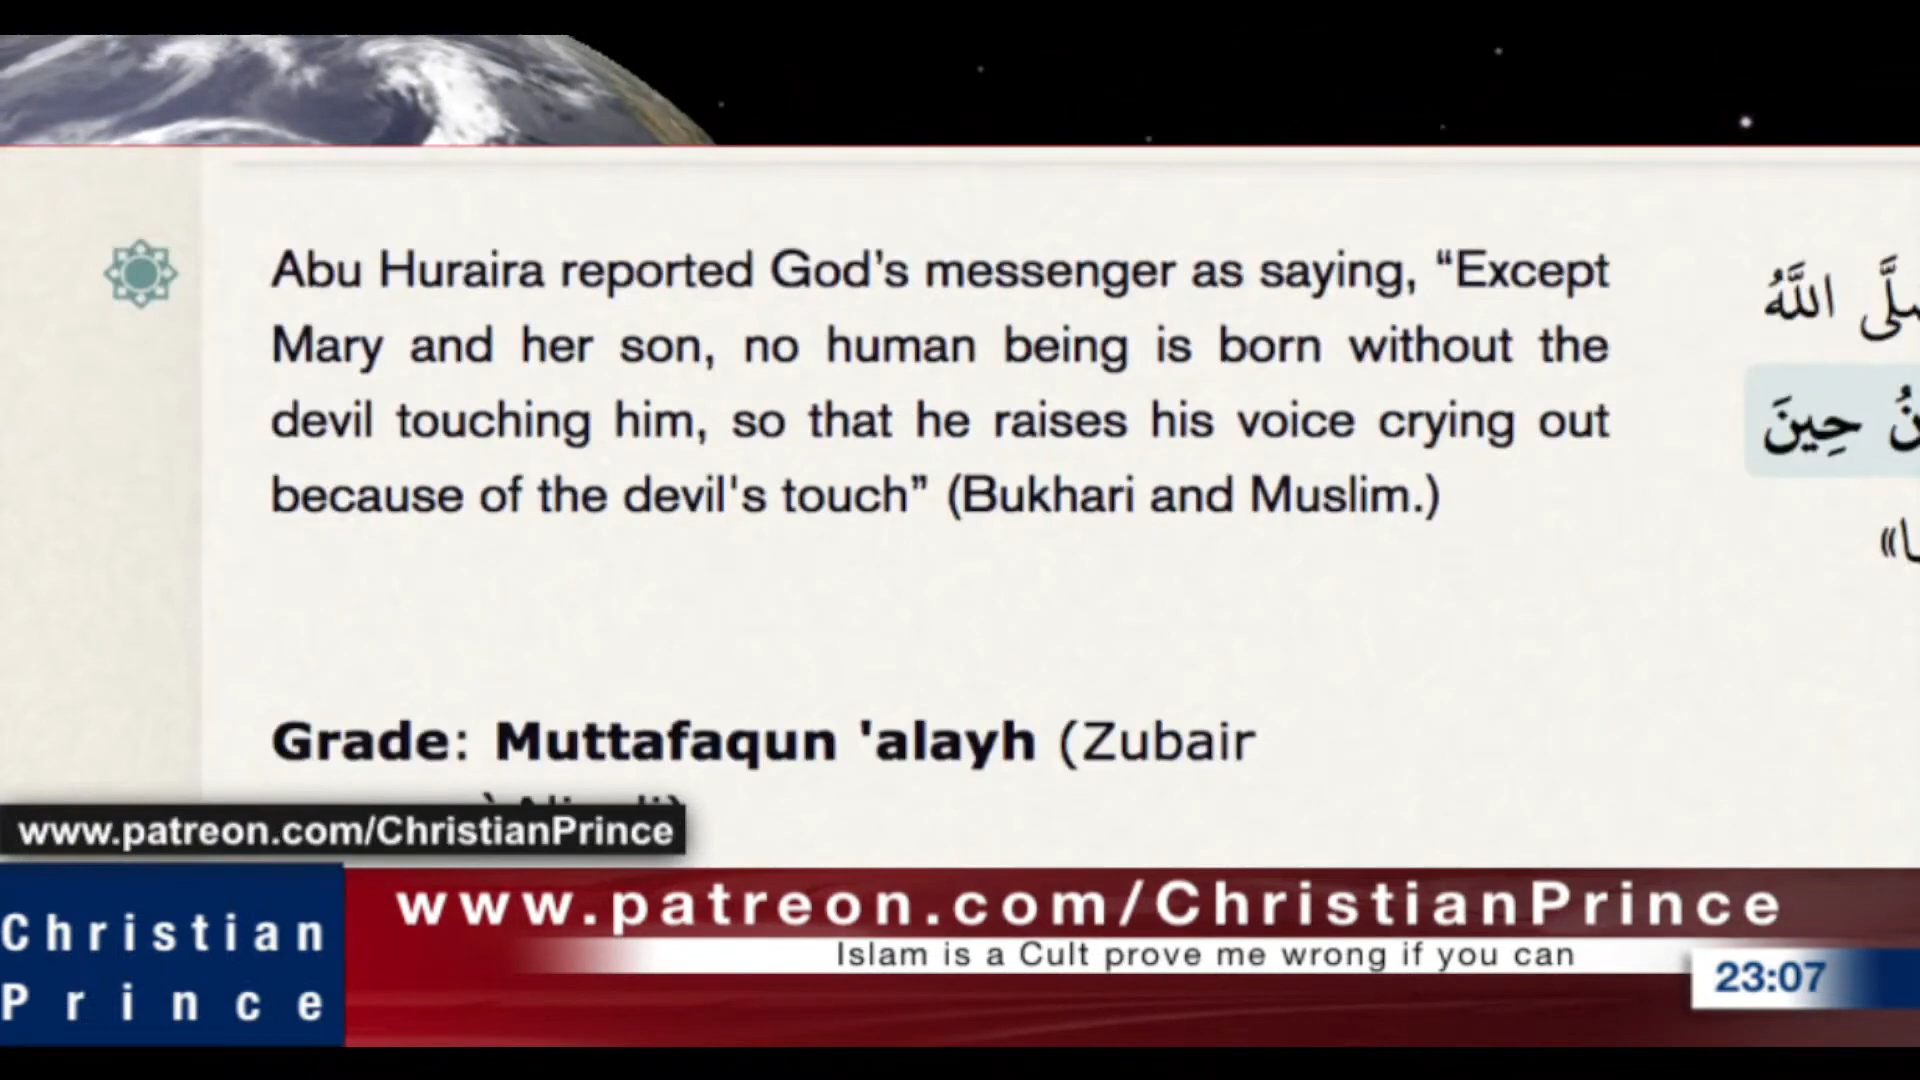 Abu Huraira reported God's messenger as saying, “Except
Mary and her son, no human being is born without the
devil touching him, so that he raises his voice crying out
because of the devil's touch” (Bukhari and Muslim.)
صلَّى اللَّهُ
حِينَ
Grade: Muttafaqun 'alayh (Zubair
www.patreon.com/ChristianPrince
Christian
Prince
www.patreon.com/ChristianPrince
Islam is a Cult prove me wrong if you can
23:07